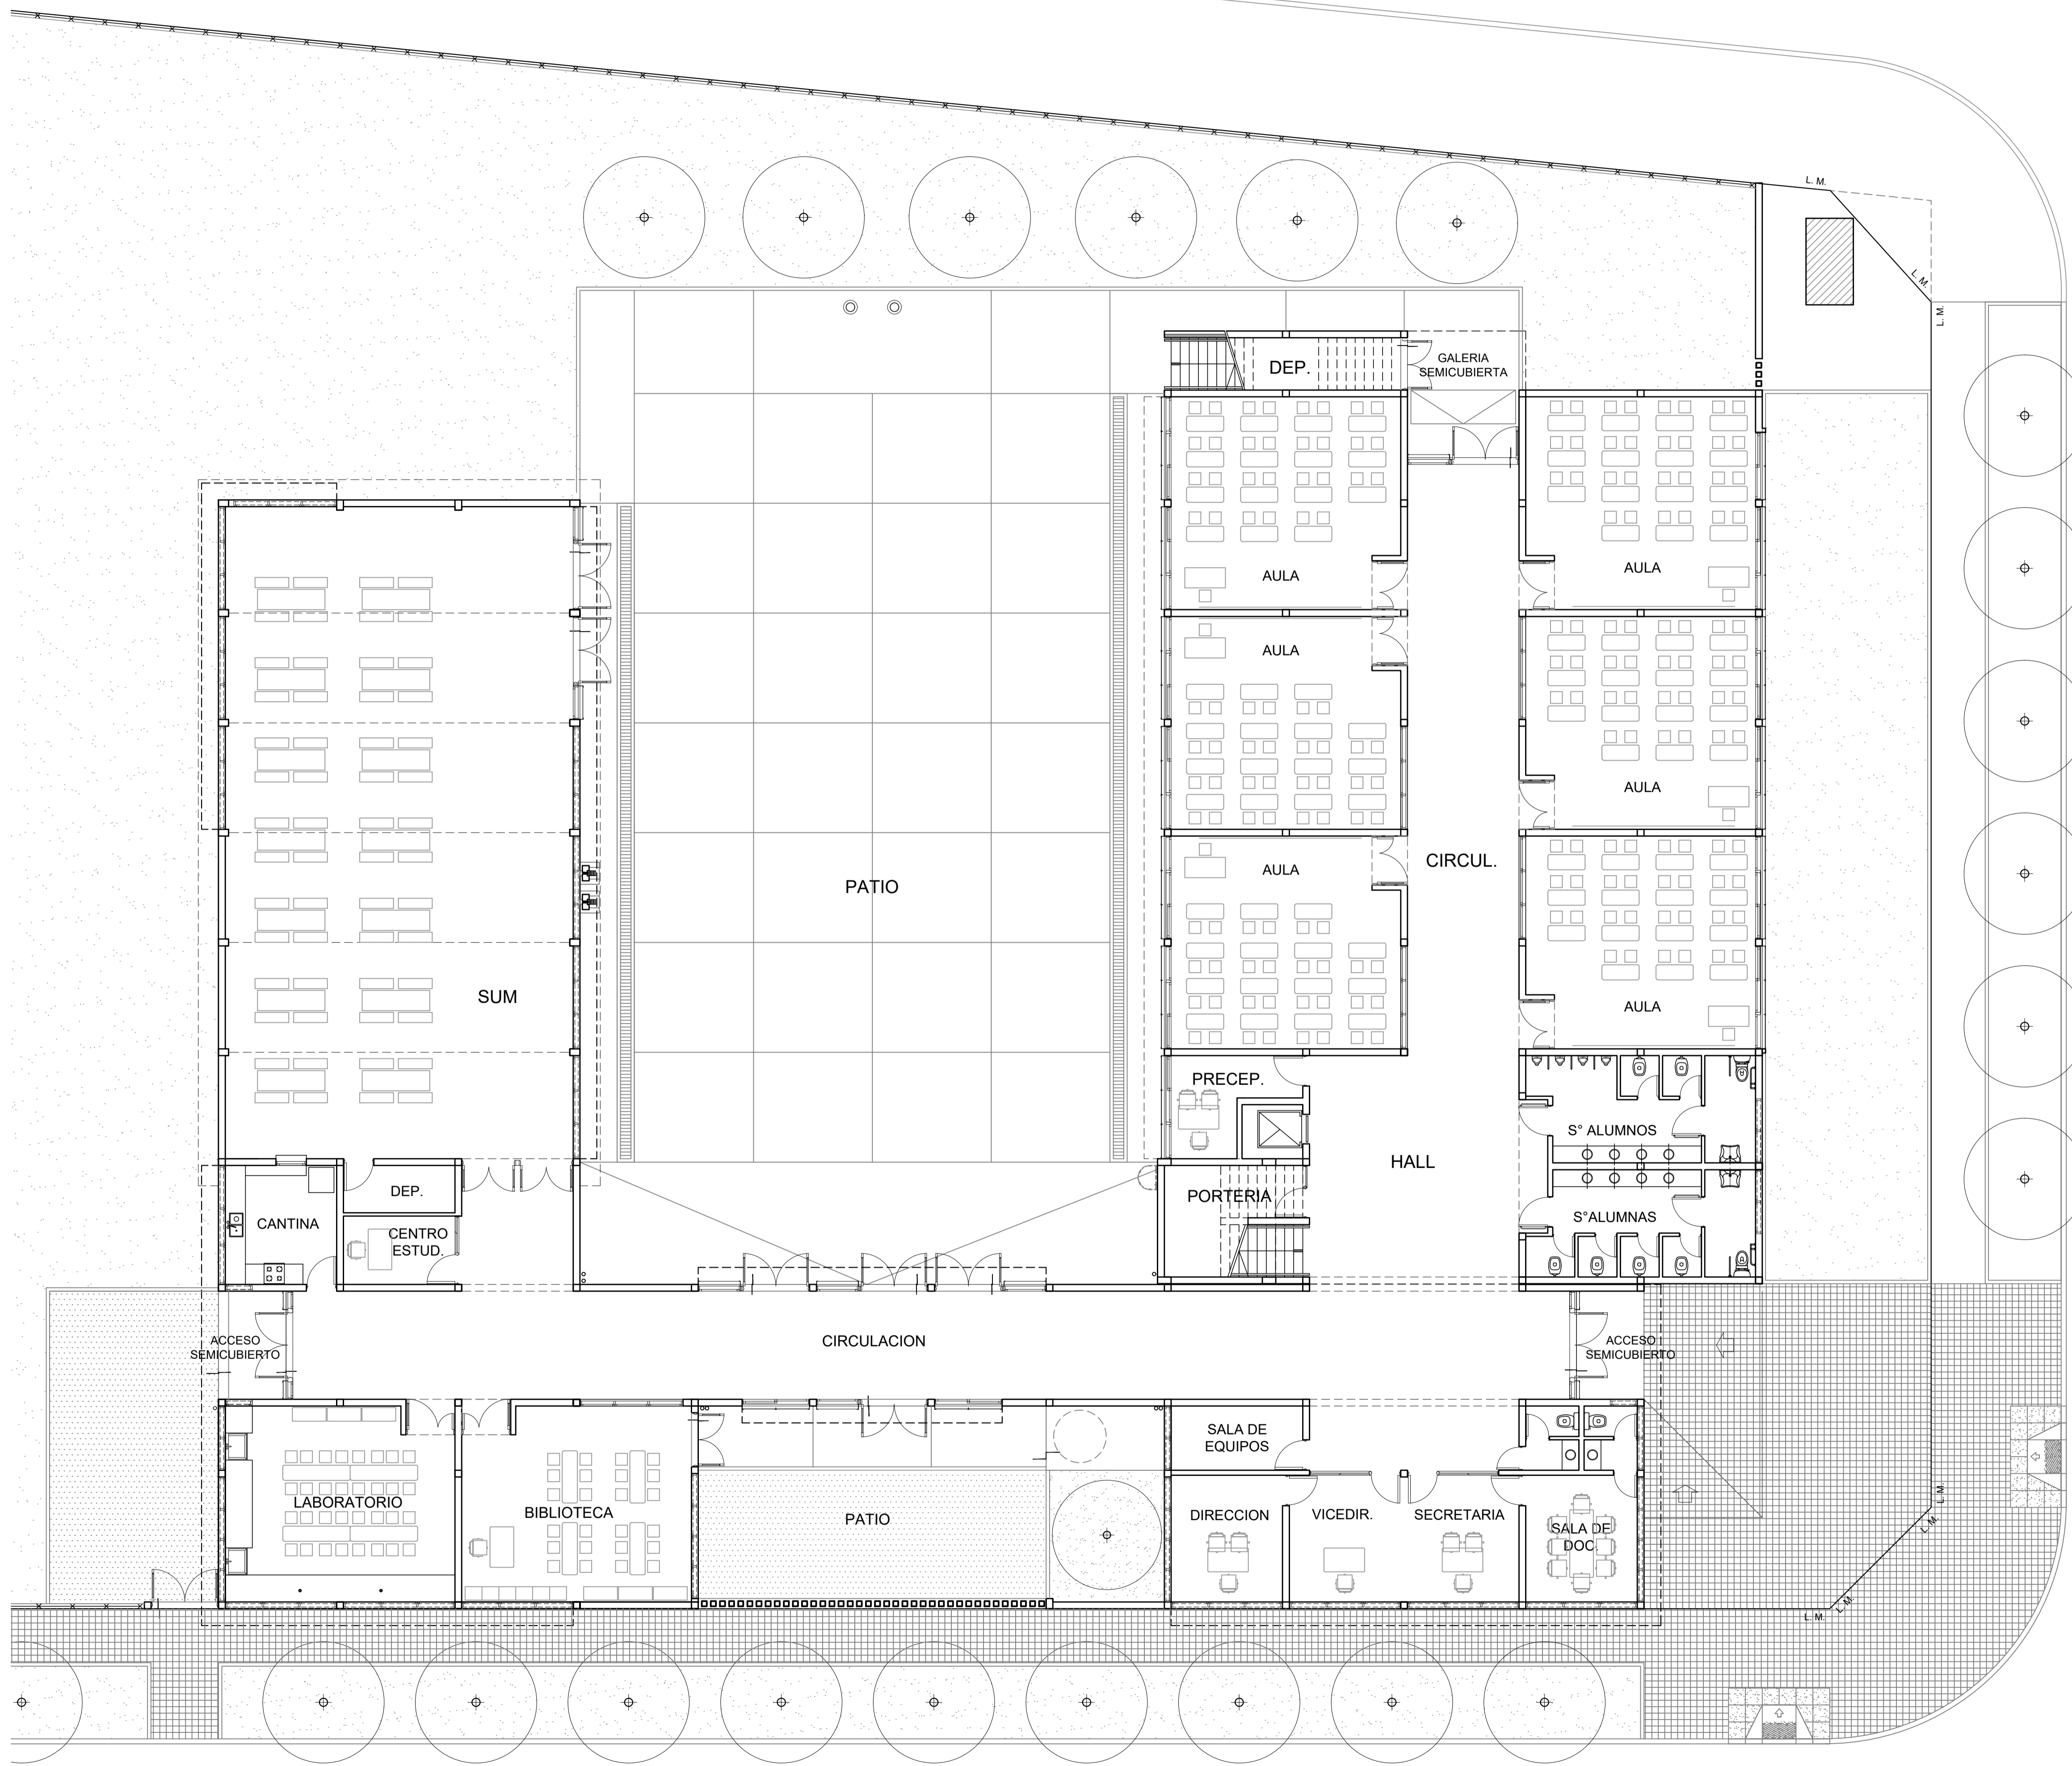 L. M.
L. M.
L. M.
DEP.
GALERIA
SEMICUBIERTA
AULA
AULA
AULA
AULA
AULA
AULA
CIRCUL.
PATIO
SUM
PRECEP.
S° ALUMNOS
HALL
DEP.
PORTERIA
CANTINA
S°ALUMNAS
CENTRO
ESTUD.
ACCESO
SEMICUBIERTO
CIRCULACION
ACCESO
SEMICUBIERTO
SALA DE
EQUIPOS
LABORATORIO
BIBLIOTECA
PATIO
DIRECCION
VICEDIR.
SECRETARIA
SALA DE
DOC.
L. M.
L. M.
L. M.
L. M.